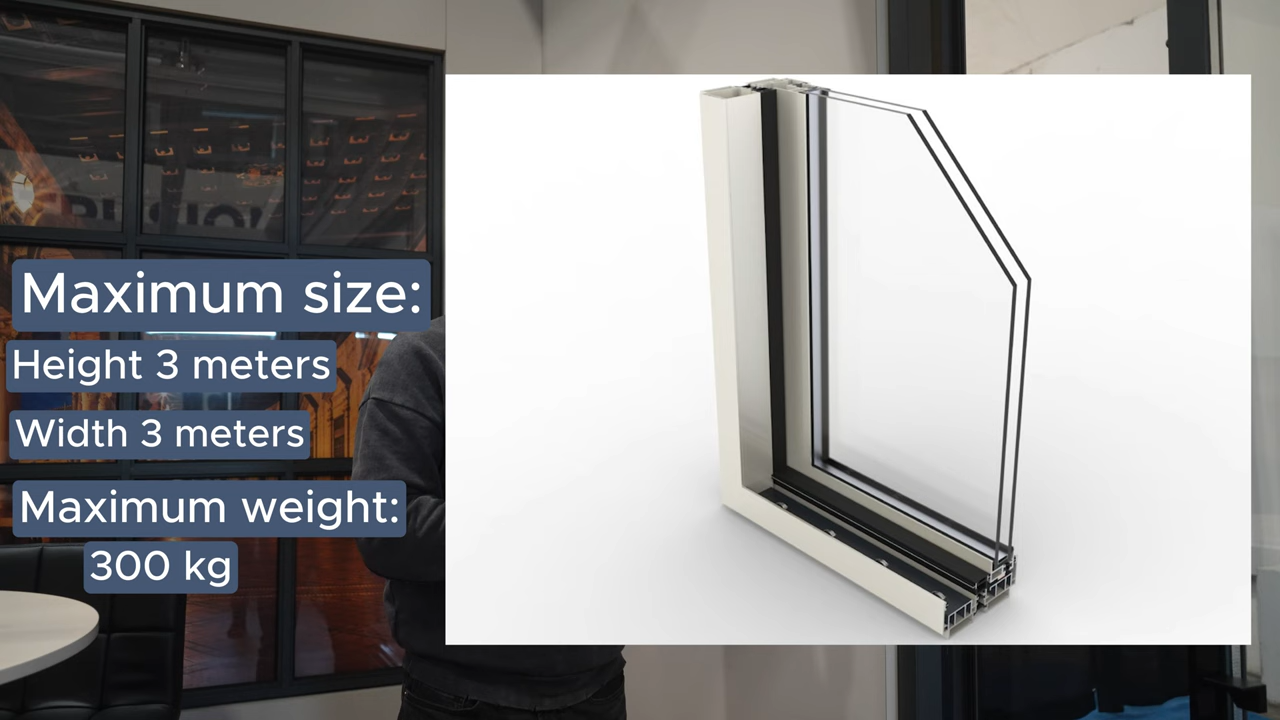 Maximum size:
Height 3 meters
Width 3 meters
Maximum weight:
300 kg